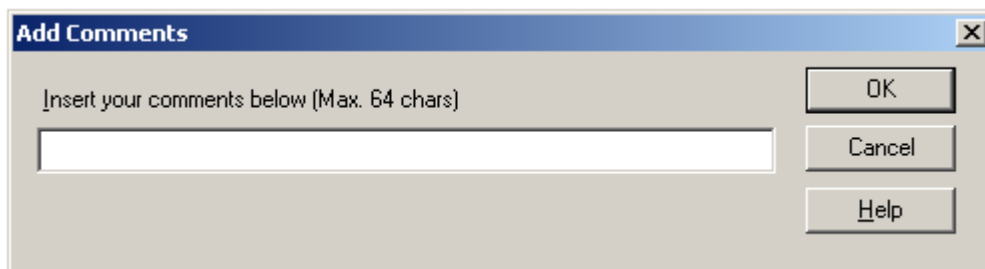 Add Comments
Insert your comments below (Max. 64 chars)
OK
Cancel
Help